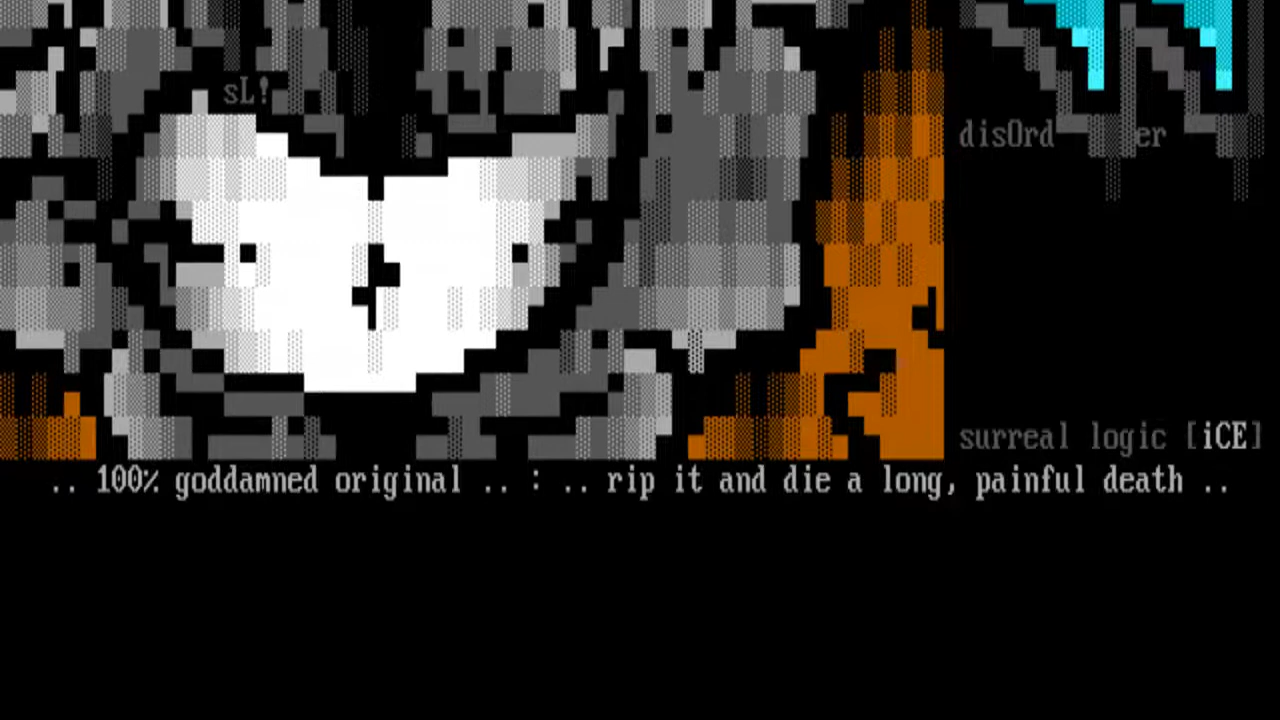 sL!
disOrd er
surreal logic [iCE]
.. 100% goddamned original .. : .. rip it and die a long, painful death ..